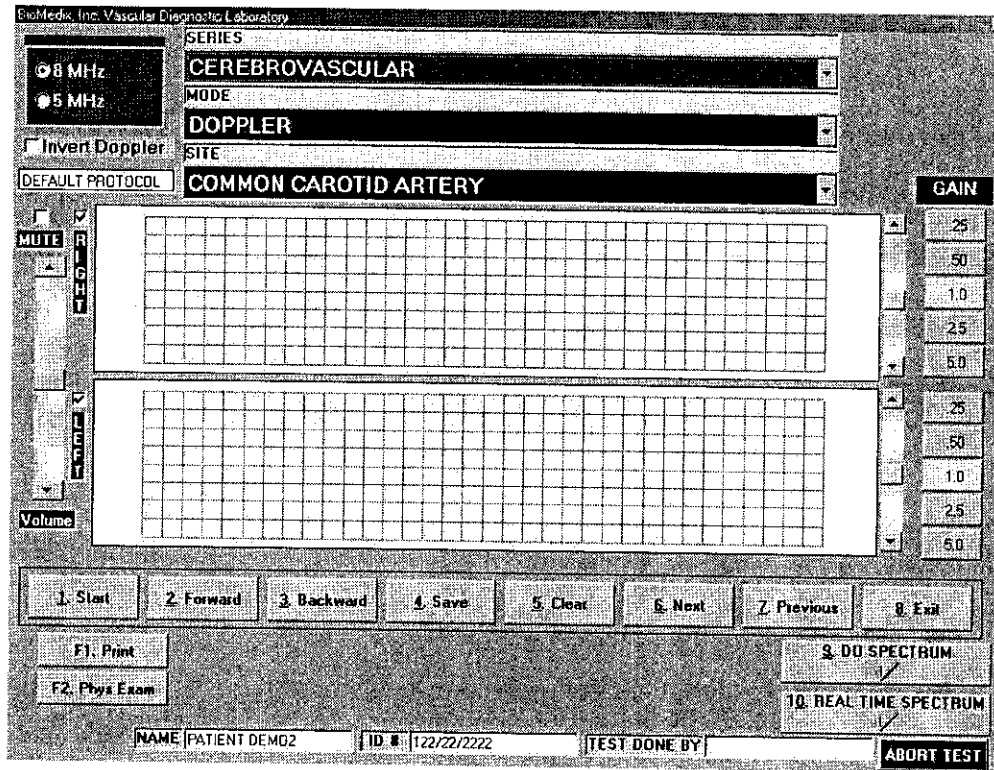 BioMedix, Inc. Vascular Diagnostic Laboratory
SERIES
8 MHz
CEREBROVASCULAR
5 MHz
MODE
DOPPLER
Invert Doppler
SITE
DEFAULT PROTOCOL
COMMON CAROTID ARTERY
GAIN
MUTE
RIGHT
.25
.50
1.0
2.5
5.0
LEFT
.25
.50
1.0
2.5
5.0
Volume
1. Start 2. Forward 3. Backward 4. Save 5. Clear 6. Next 7. Previous 8. Exit
F1. Print
9. DO SPECTRUM
F2. Phys Exam
10. REAL TIME SPECTRUM
NAME PATIENT DEMO2 ID # 122/22/2222 TEST DONE BY
ABORT TEST